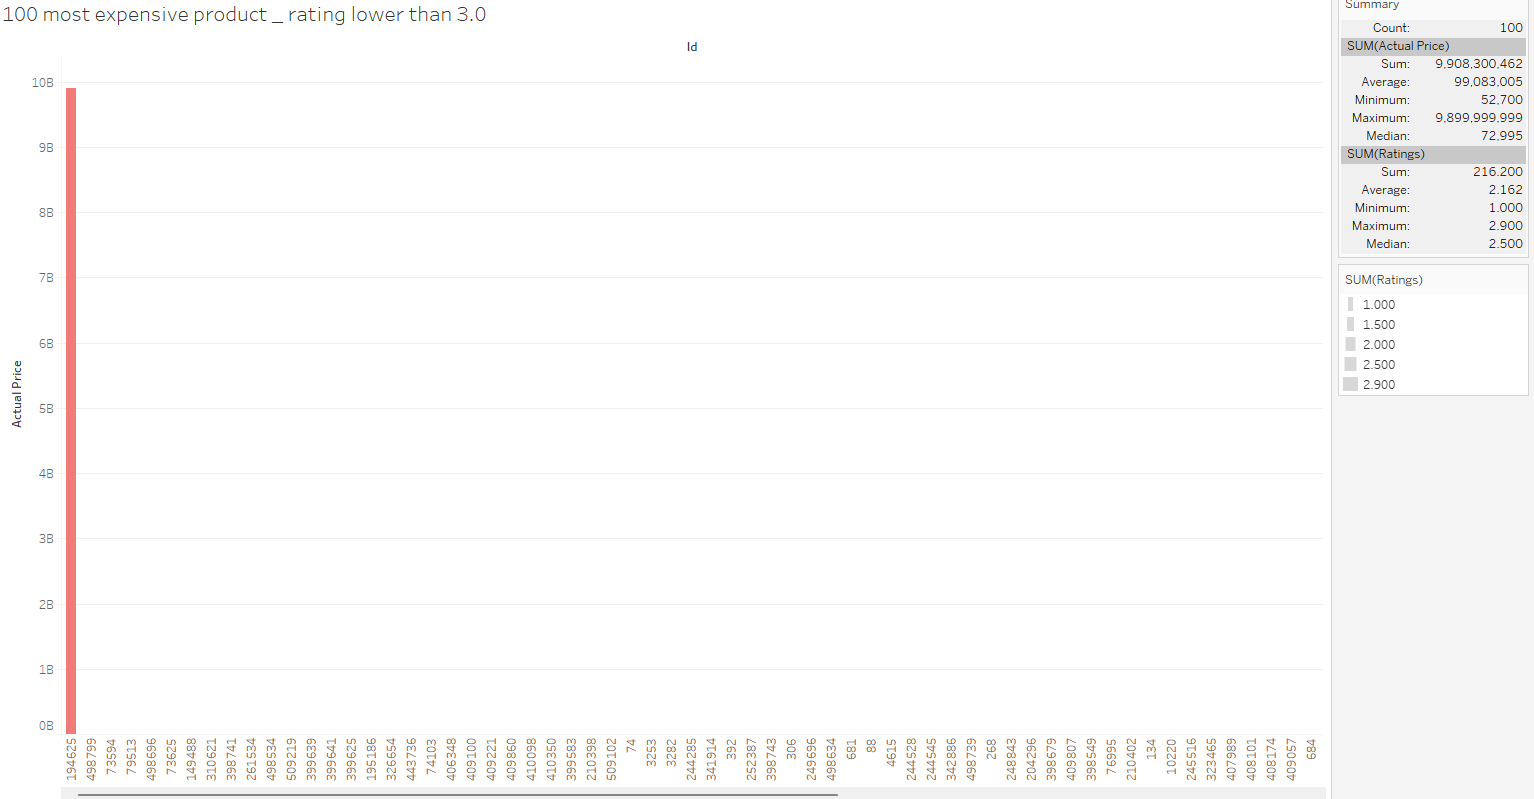 100 most expensive product _ rating lower than 3.0
Id
10B
9B
8B
7B
6B
5B
4B
3B
2B
1B
0B
Actual Price
194625
498799
73594
79513
498696
73625
149488
310621
398741
261534
498534
509219
399639
399641
399625
195186
326654
443736
74103
406348
409100
409221
409860
410098
410350
399583
210398
509102
74
3253
3282
244285
341914
392
252387
398743
306
249696
498634
681
88
4615
244528
244545
342886
498739
268
248843
204296
398679
409807
398549
76995
210402
134
10220
245516
323465
407989
408101
408174
409057
684
Summary
Count: 100
SUM(Actual Price)
Sum: 9,908,300,462
Average: 99,083,005
Minimum: 52,700
Maximum: 9,899,999,999
Median: 72,995
SUM(Ratings)
Sum: 216.200
Average: 2.162
Minimum: 1.000
Maximum: 2.900
Median: 2.500
SUM(Ratings)
1.000
1.500
2.000
2.500
2.900